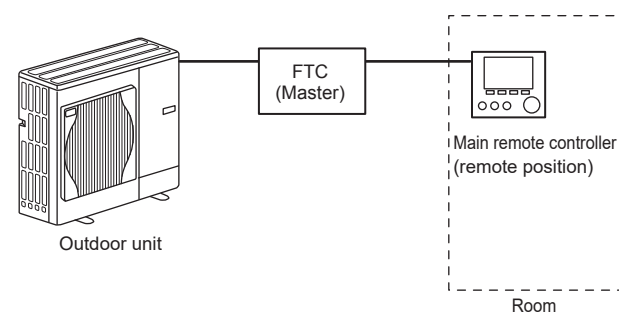 FTC
(Master)
Main remote controller
(remote position)
Outdoor unit
Room